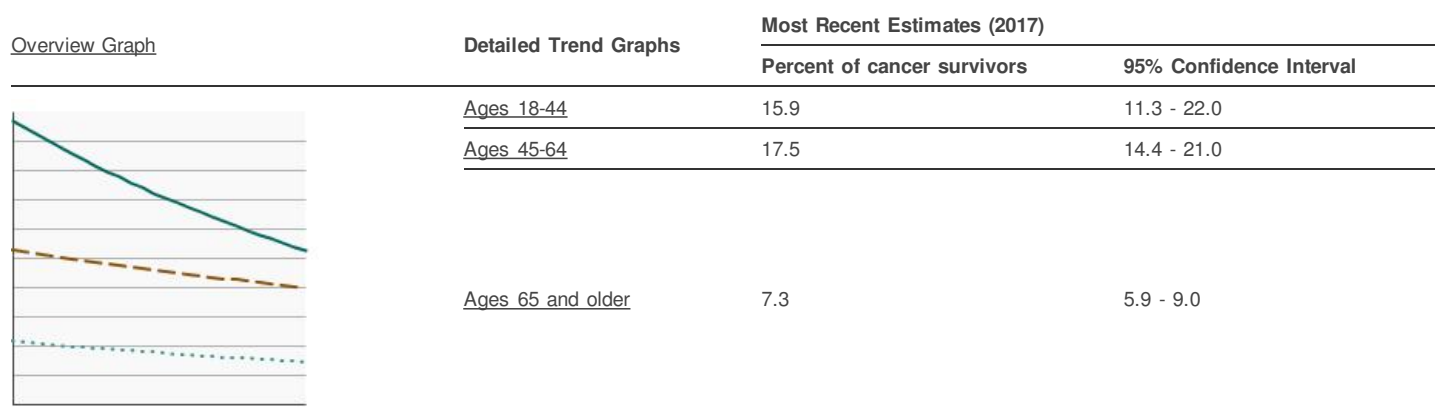 Overview Graph
Detailed Trend Graphs
Most Recent Estimates (2017)
Percent of cancer survivors
95% Confidence Interval
Ages 18-44
15.9
11.3 - 22.0
Ages 45-64
17.5
14.4 - 21.0
Ages 65 and older
7.3
5.9 - 9.0